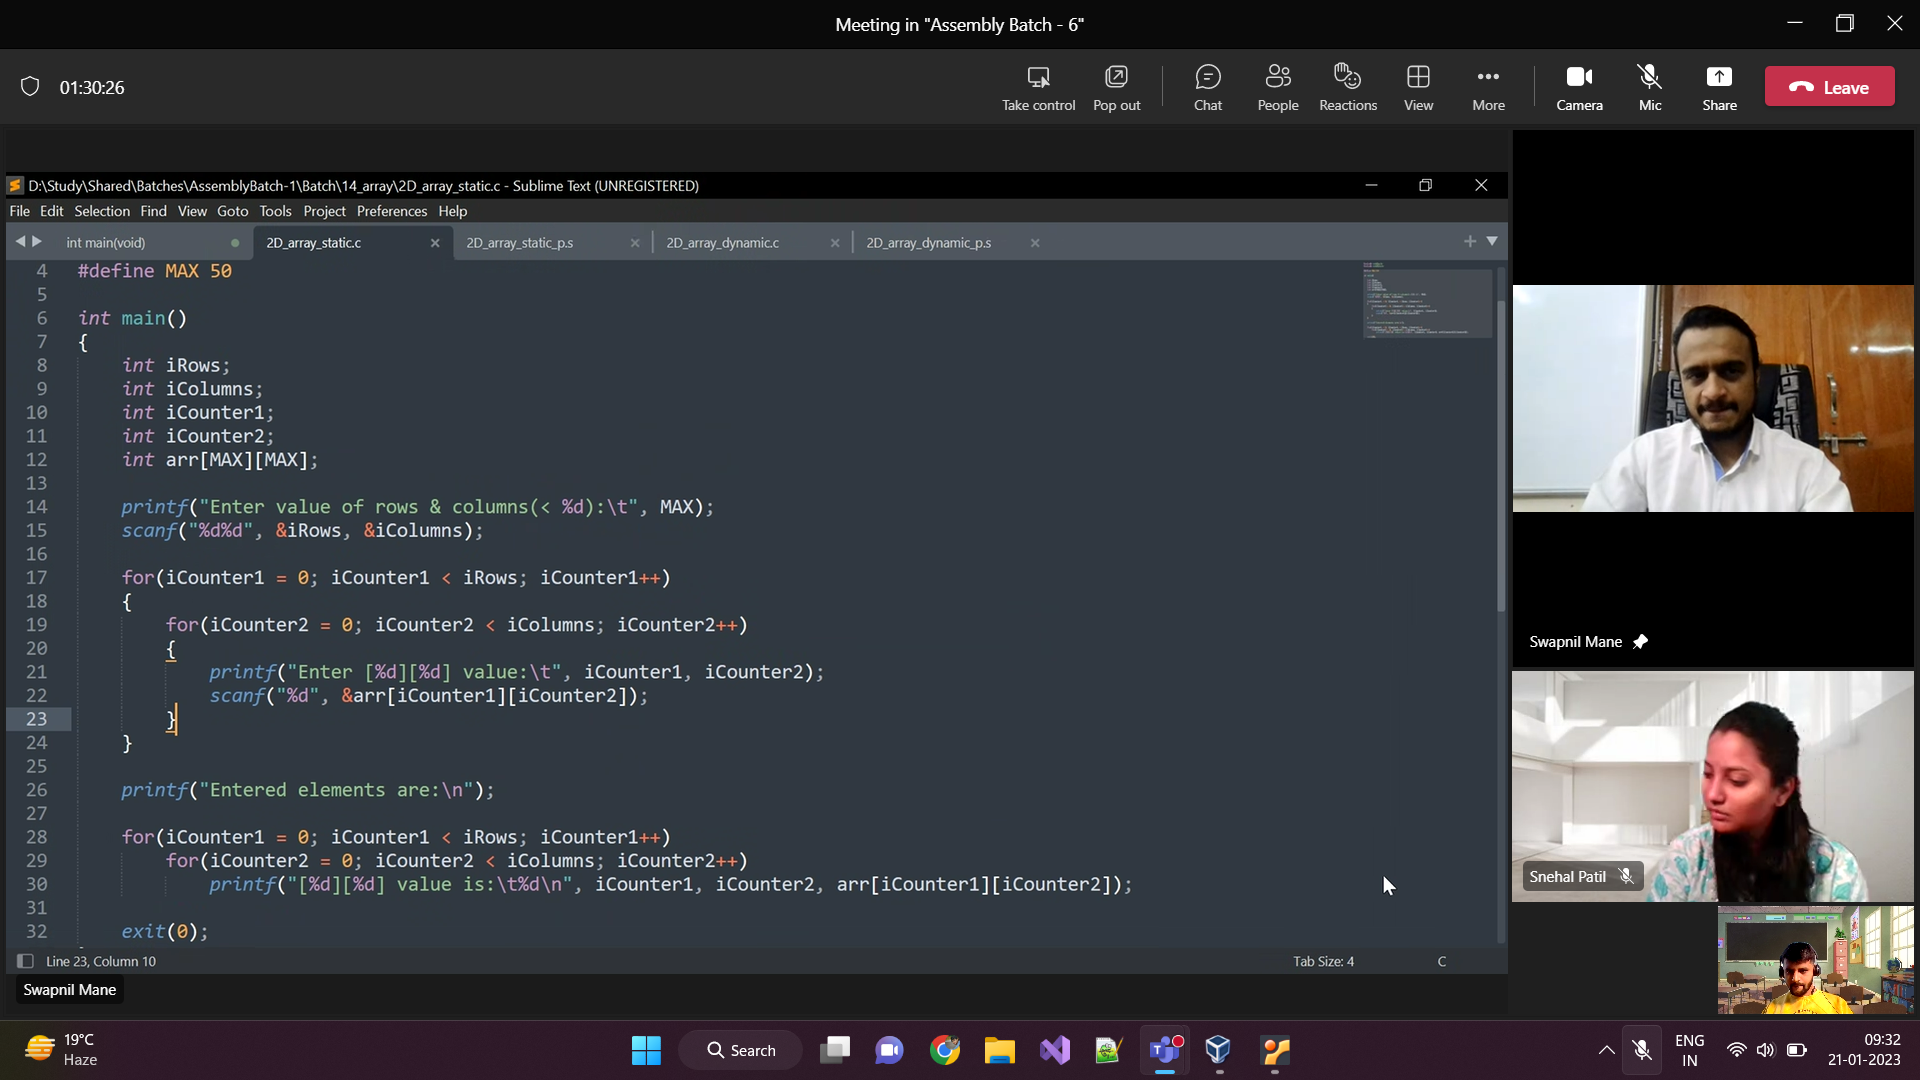 Meeting in "Assembly Batch - 6"
01:30:26
Take control
Pop out
Chat
People
Reactions
View
More
Camera
Mic
Share
Leave
D:\Study\Shared\Batches\AssemblyBatch-1\Batch\14_array\2D_array_static.c - Sublime Text (UNREGISTERED)
File Edit Selection Find View Goto Tools Project Preferences Help
int main(void)
2D_array_static.c
2D_array_static_p.s
2D_array_dynamic.c
2D_array_dynamic_p.s
4 #define MAX 50
5
6 int main()
7 {
8 int iRows;
9 int iColumns;
10 int iCounter1;
11 int iCounter2;
12 int arr[MAX][MAX];
13
14 printf("Enter value of rows & columns(< %d):\t", MAX);
15 scanf("%d%d", &iRows, &iColumns);
16
17 for(iCounter1 = 0; iCounter1 < iRows; iCounter1++)
18 {
19 for(iCounter2 = 0; iCounter2 < iColumns; iCounter2++)
20 {
21 printf("Enter [%d][%d] value:\t", iCounter1, iCounter2);
22 scanf("%d", &arr[iCounter1][iCounter2]);
23 }
24 }
25
26 printf("Entered elements are:\n");
27
28 for(iCounter1 = 0; iCounter1 < iRows; iCounter1++)
29 for(iCounter2 = 0; iCounter2 < iColumns; iCounter2++)
30 printf("[%d][%d] value is:\t%d\n", iCounter1, iCounter2, arr[iCounter1][iCounter2]);
31
32 exit(0);
Line 23, Column 10
Tab Size: 4
C
Swapnil Mane
Swapnil Mane
Snehal Patil
19°C
Haze
Search
ENG
IN
09:32
21-01-2023